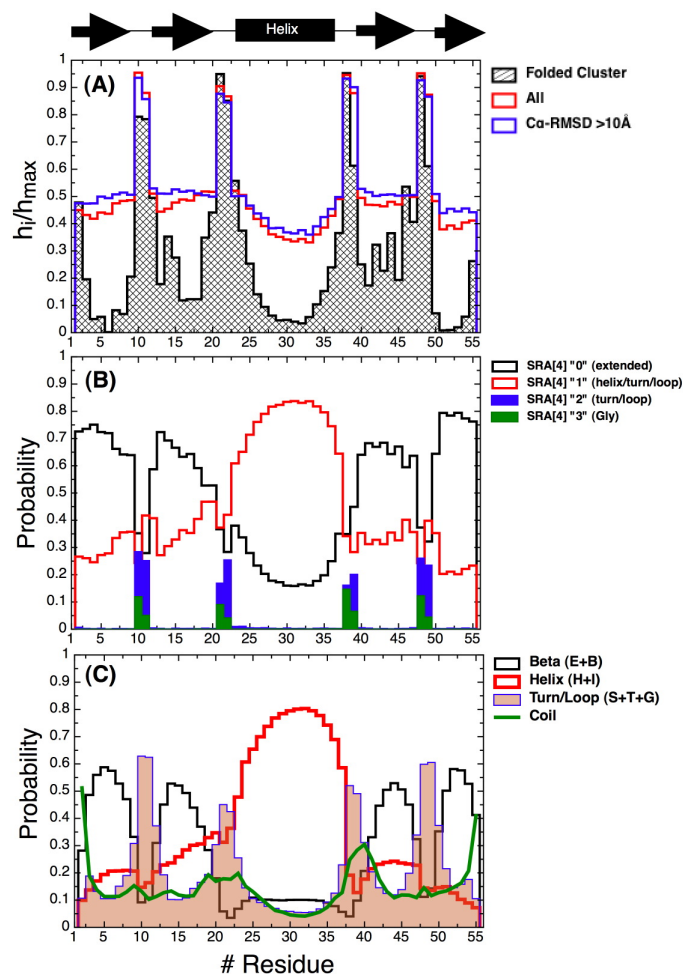 Helix
(A)
Folded Cluster
All
Cα-RMSD >10Å
hi/hmax
1
0.9
0.8
0.7
0.6
0.5
0.4
0.3
0.2
0.1
0
1 5 10 15 20 25 30 35 40 45 50 55
(B)
SRA[4] "0" (extended)
SRA[4] "1" (helix/turn/loop)
SRA[4] "2" (turn/loop)
SRA[4] "3" (Gly)
Probability
1
0.9
0.8
0.7
0.6
0.5
0.4
0.3
0.2
0.1
0
1 5 10 15 20 25 30 35 40 45 50 55
(C)
Beta (E+B)
Helix (H+I)
Turn/Loop (S+T+G)
Coil
Probability
1
0.9
0.8
0.7
0.6
0.5
0.4
0.3
0.2
0.1
0
1 5 10 15 20 25 30 35 40 45 50 55
# Residue